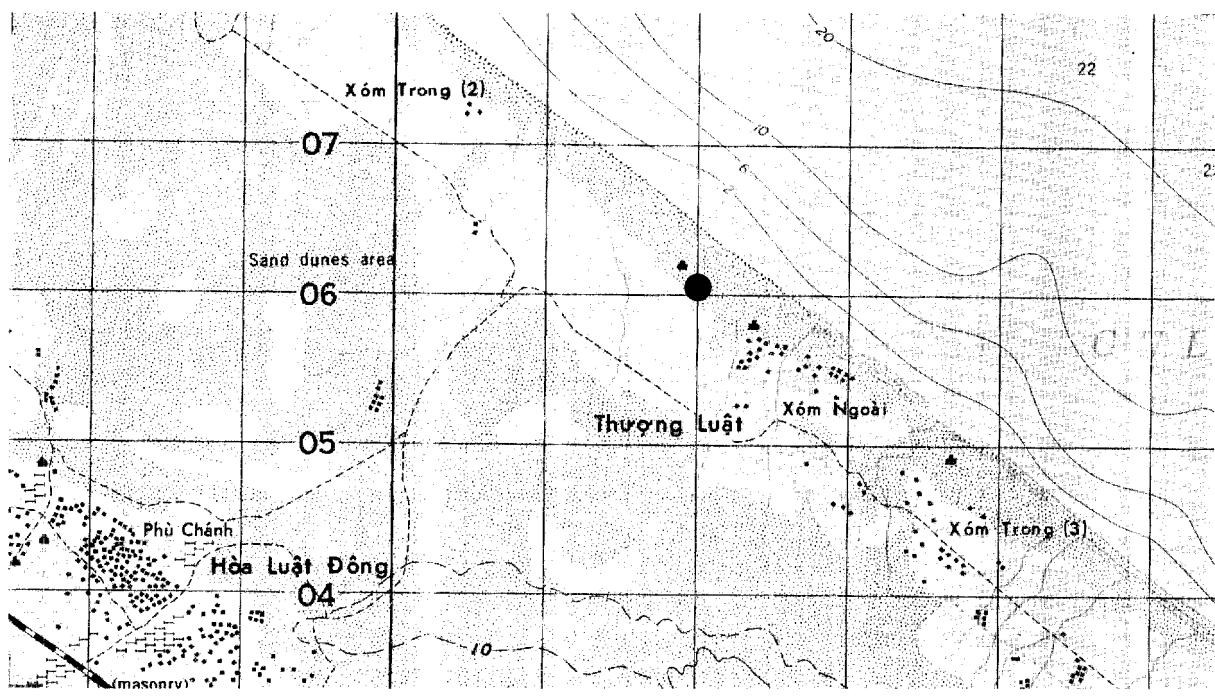 20
22
Xóm Trong (2)
10
07
6
2
Sand dunes area
06
C L
Xóm Ngoài
Thượng Luật
05
Phù Chánh
Xóm Trong (3)
Hòa Luật Đông
04
10
(masonry)